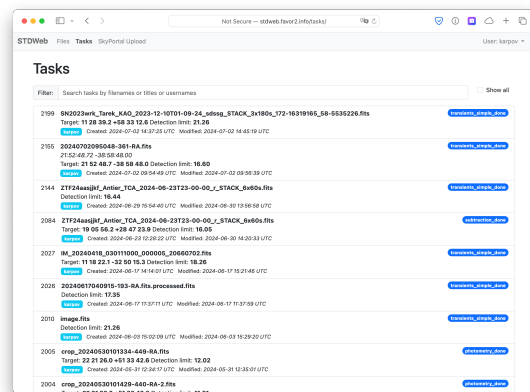 Not Secure — stdweb.favor2.info/tasks/
STDWeb Files Tasks SkyPortal Upload User: karpov
Tasks
Filter: Search tasks by filenames or titles or usernames Show all
2199 SN2023wrk_Tarek_KAO_2023-12-10T01-09-24_sdssg_STACK_3x180s_172-16319165_58-5535226.fits transients_simple_done
Target: 11 28 39.2 +58 33 12.6 Detection limit: 21.26
karpov Created: 2024-07-02 14:37:25 UTC Modified: 2024-07-02 14:45:19 UTC
2155 20240702095048-361-RA.fits transients_simple_done
21:52:48.72 -38:58:48.00
Target: 21 52 48.7 -38 58 48.0 Detection limit: 16.60
karpov Created: 2024-07-02 09:54:49 UTC Modified: 2024-07-02 09:56:39 UTC
2144 ZTF24aasjjkf_Antier_TCA_2024-06-23T23-00-00_r_STACK_6x60s.fits transients_simple_done
Detection limit: 16.44
karpov Created: 2024-06-29 15:54:40 UTC Modified: 2024-06-30 13:56:58 UTC
2084 ZTF24aasjjkf_Antier_TCA_2024-06-23T23-00-00_r_STACK_6x60s.fits subtraction_done
Target: 19 05 56.2 +28 47 23.9 Detection limit: 16.05
karpov Created: 2024-06-23 12:28:22 UTC Modified: 2024-06-30 14:20:33 UTC
2027 IM_20240418_030111000_000005_20660702.fits transients_simple_done
Target: 11 18 22.1 -32 50 15.3 Detection limit: 18.26
karpov Created: 2024-06-17 14:14:01 UTC Modified: 2024-06-17 15:21:46 UTC
2026 20240617040915-193-RA.fits.processed.fits transients_simple_done
Detection limit: 17.35
karpov Created: 2024-06-17 11:37:11 UTC Modified: 2024-06-17 11:37:59 UTC
2010 image.fits transients_simple_done
Detection limit: 21.26
karpov Created: 2024-06-03 15:02:09 UTC Modified: 2024-06-03 15:29:20 UTC
2005 crop_20240530101334-449-RA.fits photometry_done
Target: 22 21 26.0 +51 33 42.6 Detection limit: 12.02
karpov Created: 2024-05-31 12:34:17 UTC Modified: 2024-05-31 12:35:01 UTC
2004 crop_20240530101429-440-RA-2.fits photometry_done